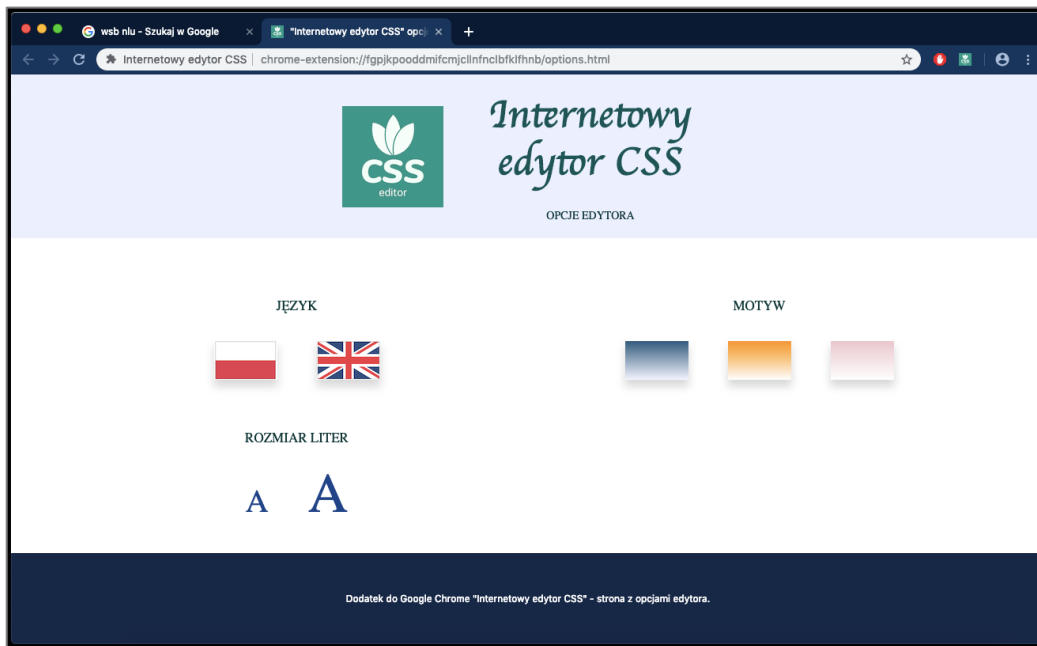 wsb nlu - Szukaj w Google
"Internetowy edytor CSS" opcj
Internetowy edytor CSS
chrome-extension://fgpjkpooddmifcmjcllnfnclbfklfhnb/options.html
CSS
editor
Internetowy
edytor CSS
OPCJE EDYTORA
JĘZYK
MOTYW
ROZMIAR LITER
A A
Dodatek do Google Chrome "Internetowy edytor CSS" - strona z opcjami edytora.